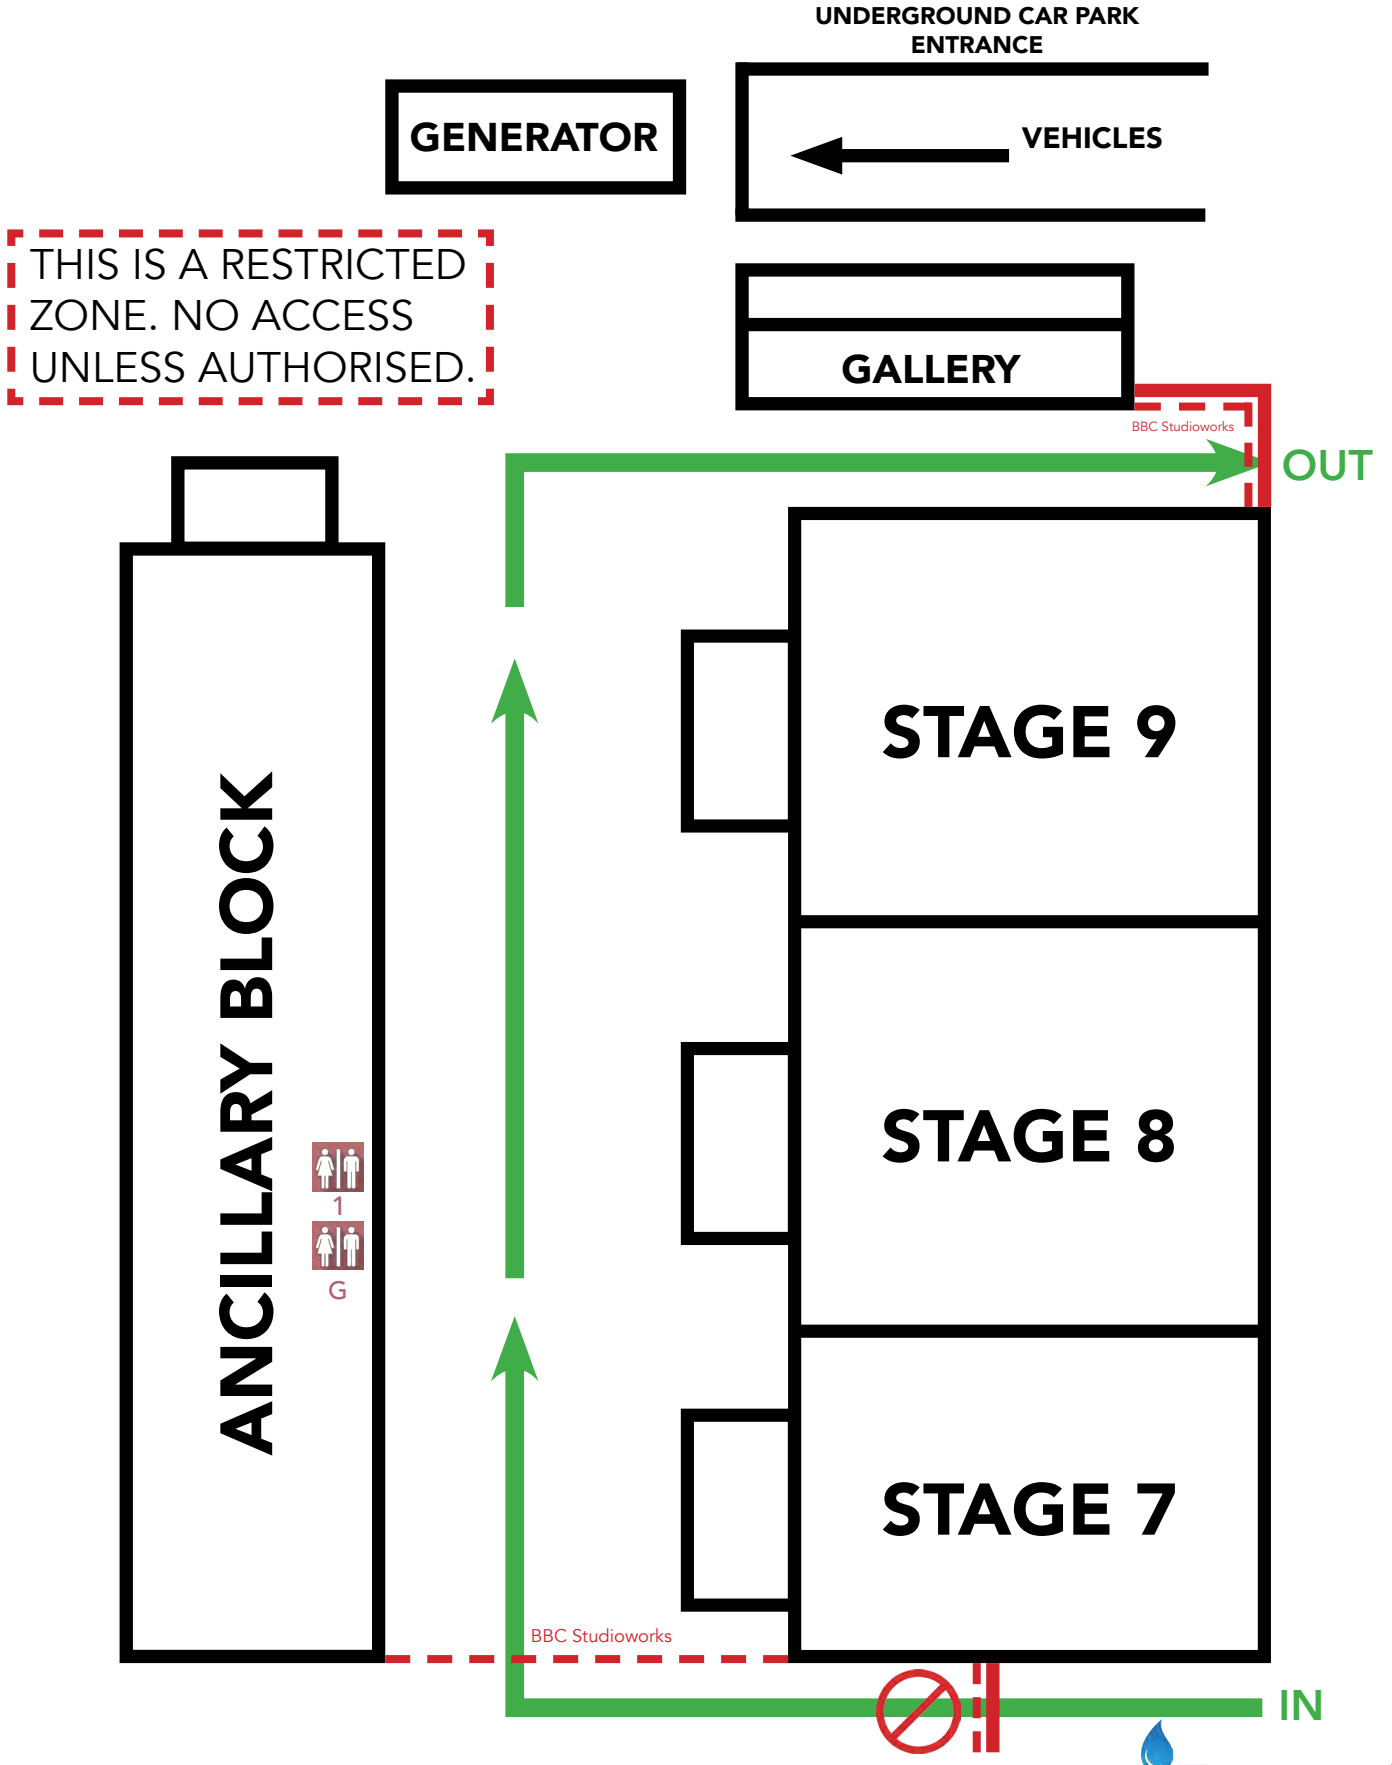 UNDERGROUND CAR PARK
ENTRANCE
GENERATOR
VEHICLES
THIS IS A RESTRICTED
ZONE. NO ACCESS
UNLESS AUTHORISED.
GALLERY
BBC Studioworks
OUT
STAGE 9
ANCILLARY BLOCK
STAGE 8
1
G
STAGE 7
BBC Studioworks
IN